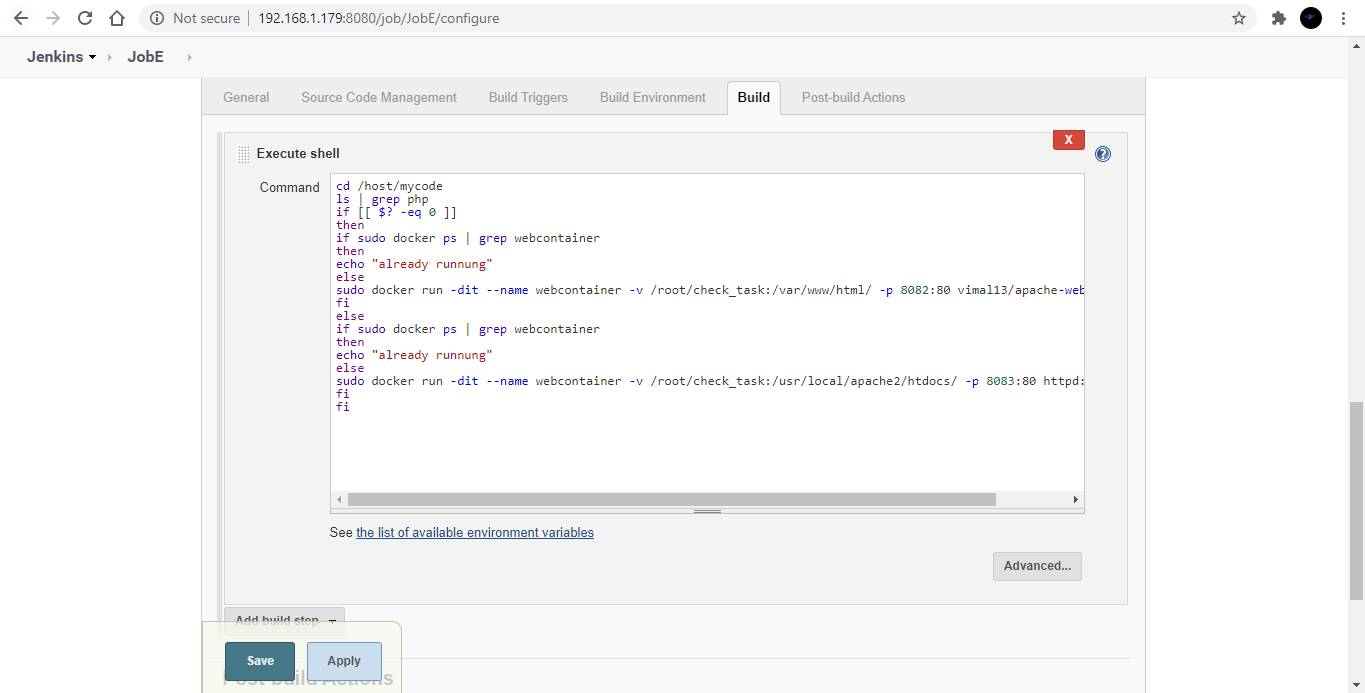 Not secure | 192.168.1.179:8080/job/JobE/configure
Jenkins JobE
General Source Code Management Build Triggers Build Environment Build Post-build Actions
X
Execute shell
?
Command
cd /host/mycode
ls | grep php
if [[ $? -eq 0 ]]
then
if sudo docker ps | grep webcontainer
then
echo "already runnung"
else
sudo docker run -dit --name webcontainer -v /root/check_task:/var/www/html/ -p 8082:80 vimal13/apache-web
fi
else
if sudo docker ps | grep webcontainer
then
echo "already runnung"
else
sudo docker run -dit --name webcontainer -v /root/check_task:/usr/local/apache2/htdocs/ -p 8083:80 httpd:
fi
fi
See the list of available environment variables
Advanced...
Add build step
Save Apply
Post-build Actions